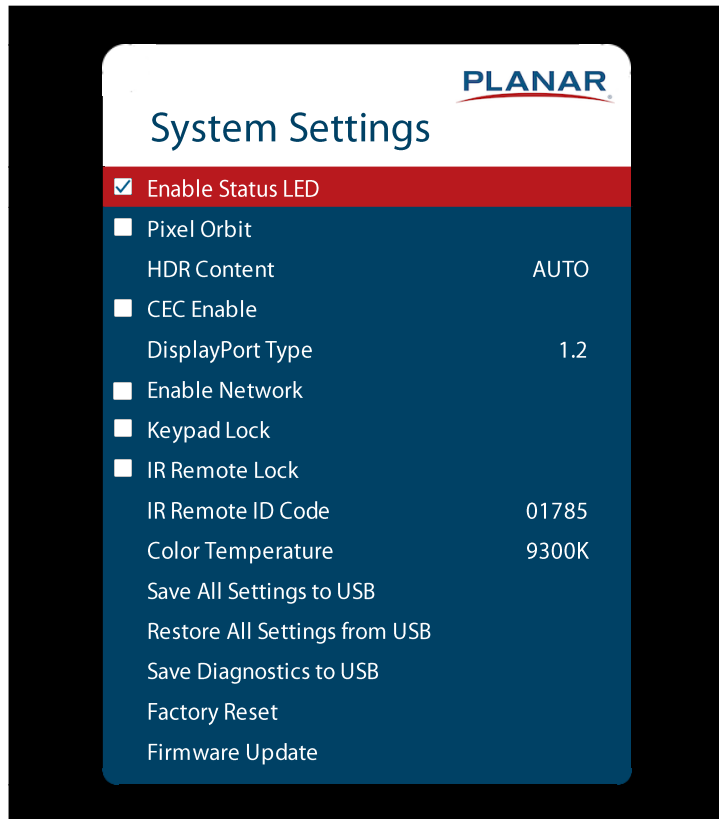 PLANAR
System Settings
Enable Status LED
Pixel Orbit
HDR Content AUTO
CEC Enable
DisplayPort Type 1.2
Enable Network
Keypad Lock
IR Remote Lock
IR Remote ID Code 01785
Color Temperature 9300K
Save All Settings to USB
Restore All Settings from USB
Save Diagnostics to USB
Factory Reset
Firmware Update